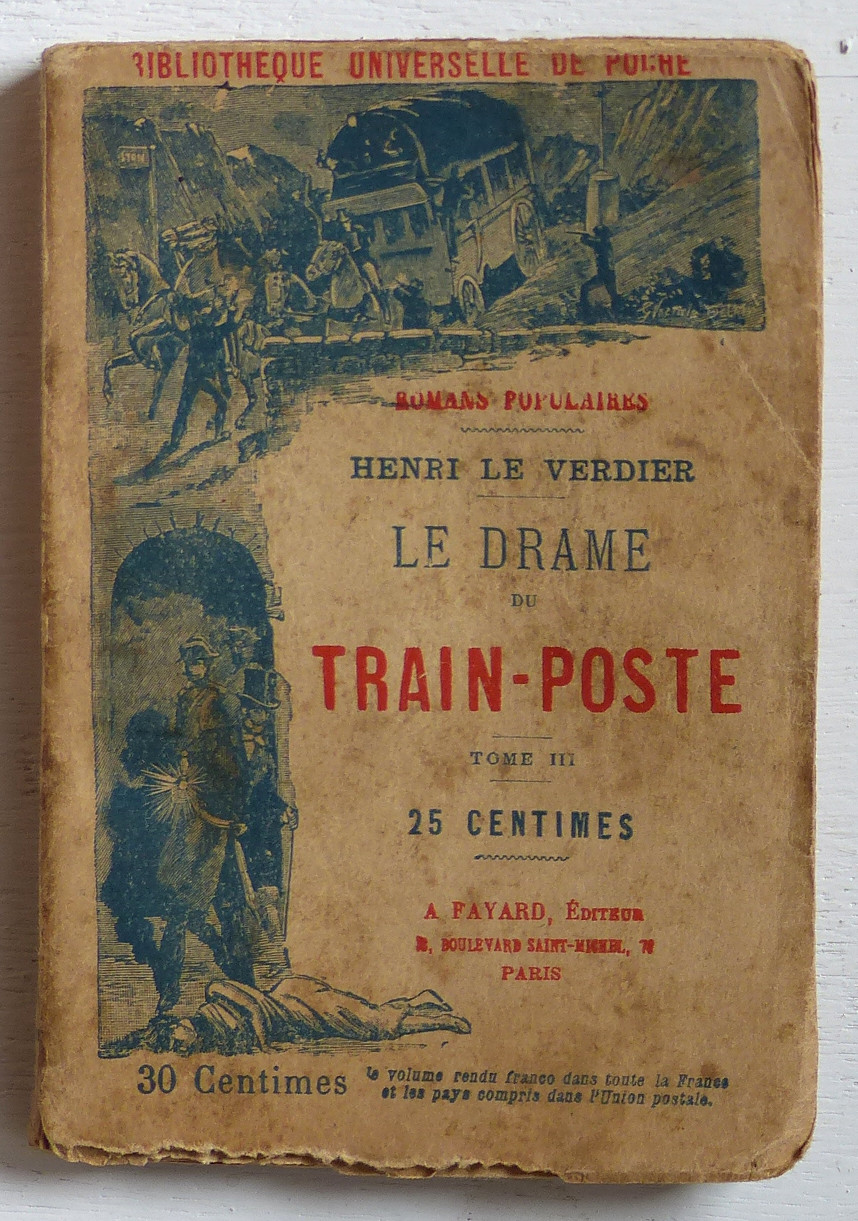 BIBLIOTHEQUE UNIVERSELLE DE POCHE
LYON
ROMANS POPULAIRES
HENRI LE VERDIER
LE DRAME
DU
TRAIN-POSTE
TOME III
25 CENTIMES
A FAYARD, ÉDITEUR
BOULEVARD SAINT-MICHEL, 78
PARIS
30 Centimes le volume rendu franco dans toute la France
et les pays compris dans l'Union postale.